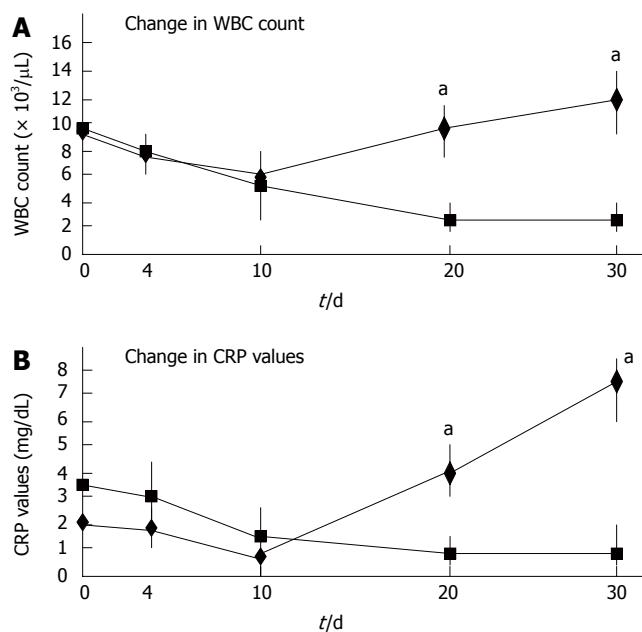 A Change in WBC count
WBC count (× 10³/μL)
16
14
12
10
8
6
4
2
0
a
a
0 4 10 20 30
t/d
B Change in CRP values
CRP values (mg/dL)
8
7
6
5
4
3
2
1
0
a
a
0 4 10 20 30
t/d